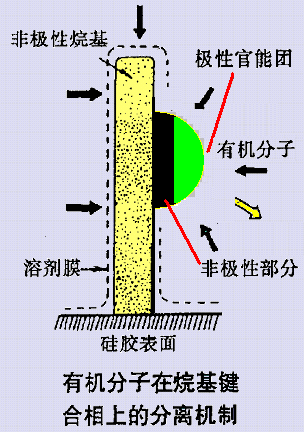 非极性烷基
极性官能团
有机分子
溶剂膜
非极性部分
硅胶表面
有机分子在烷基键
合相上的分离机制